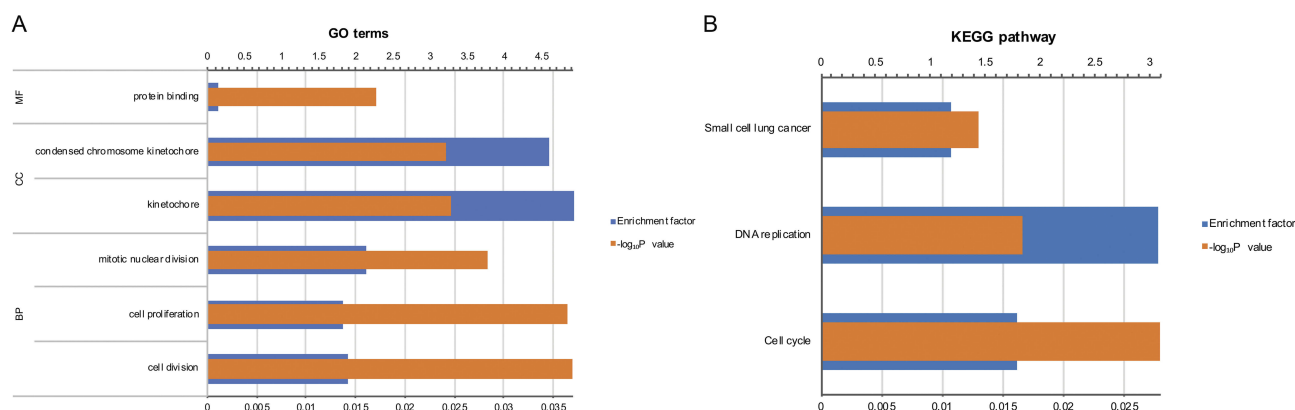 A
GO terms
0 0.5 1 1.5 2 2.5 3 3.5 4 4.5
MF
protein binding
CC
condensed chromosome kinetochore
kinetochore
BP
mitotic nuclear division
cell proliferation
cell division
0 0.005 0.01 0.015 0.02 0.025 0.03 0.035
Enrichment factor
-log₁₀P value
B
KEGG pathway
0 0.5 1 1.5 2 2.5 3
Small cell lung cancer
DNA replication
Cell cycle
0 0.005 0.01 0.015 0.02 0.025
Enrichment factor
-log₁₀P value